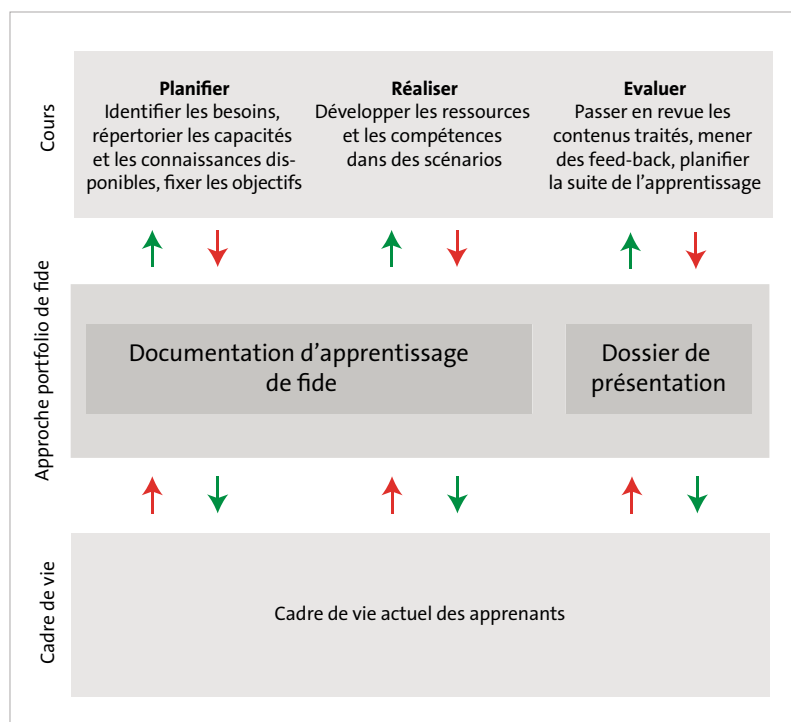 Cours
Planifier
Identifier les besoins,
répertorier les capacités
et les connaissances dis-
ponibles, fixer les objectifs
Réaliser
Développer les ressources
et les compétences
dans des scénarios
Evaluer
Passer en revue les
contenus traités, mener
des feed-back, planifier
la suite de l’apprentissage
Approche portfolio de fide
Documentation d’apprentissage
de fide
Dossier de
présentation
Cadre de vie
Cadre de vie actuel des apprenants